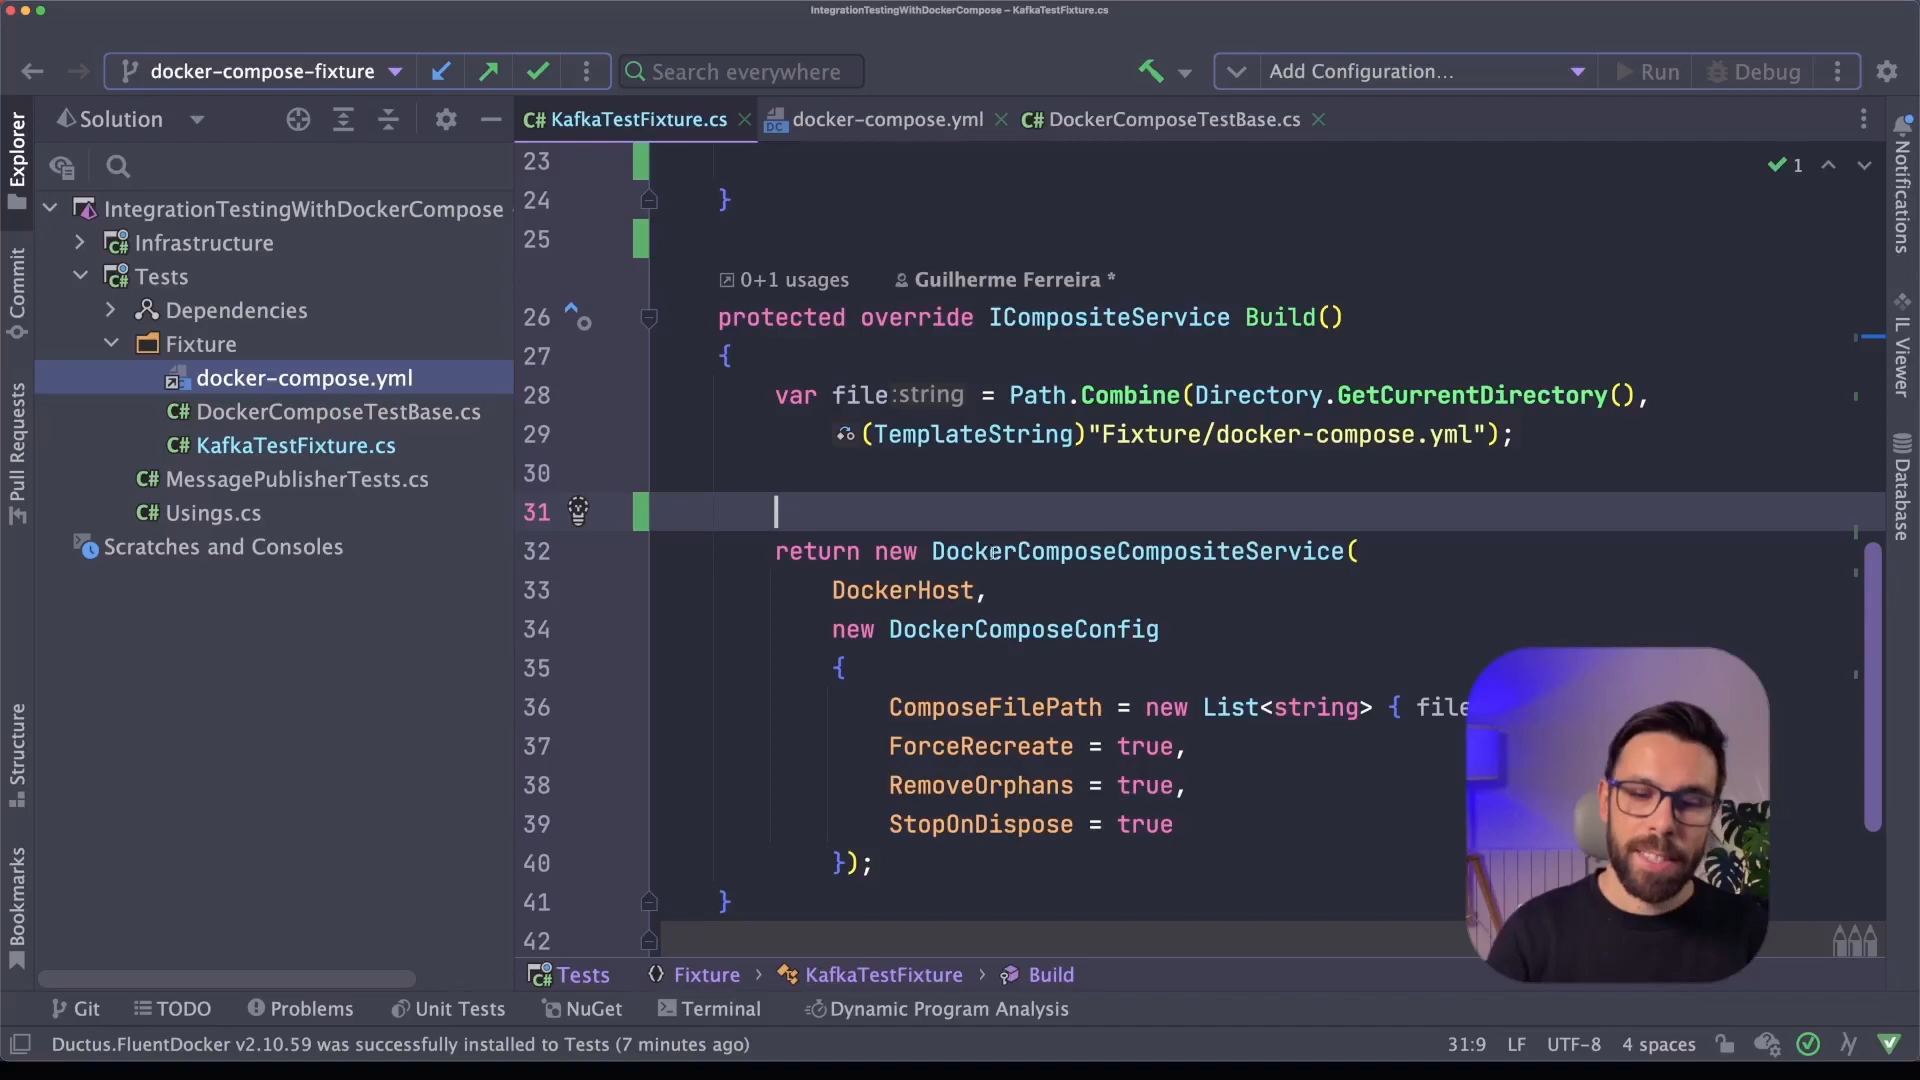 IntegrationTestingWithDockerCompose – KafkaTestFixture.cs
docker-compose-fixture
Search everywhere
Add Configuration...
Run
Debug
Solution
C# KafkaTestFixture.cs
DC docker-compose.yml
C# DockerComposeTestBase.cs
Explorer
Commit
Pull Requests
Structure
Bookmarks
IntegrationTestingWithDockerCompose
C# Infrastructure
C# Tests
Dependencies
Fixture
docker-compose.yml
C# DockerComposeTestBase.cs
C# KafkaTestFixture.cs
C# MessagePublisherTests.cs
C# Usings.cs
Scratches and Consoles
1
23
24 }
25
0+1 usages Guilherme Ferreira *
26 protected override ICompositeService Build()
27 {
28 var file:string = Path.Combine(Directory.GetCurrentDirectory(),
29 (TemplateString)"Fixture/docker-compose.yml");
30
31
32 return new DockerComposeCompositeService(
33 DockerHost,
34 new DockerComposeConfig
35 {
36 ComposeFilePath = new List<string> { file
37 ForceRecreate = true,
38 RemoveOrphans = true,
39 StopOnDispose = true
40 });
41 }
42
Notifications
IL Viewer
Database
C# Tests
Fixture
KafkaTestFixture
Build
Git
TODO
Problems
Unit Tests
NuGet
Terminal
Dynamic Program Analysis
Ductus.FluentDocker v2.10.59 was successfully installed to Tests (7 minutes ago)
31:9
LF
UTF-8
4 spaces